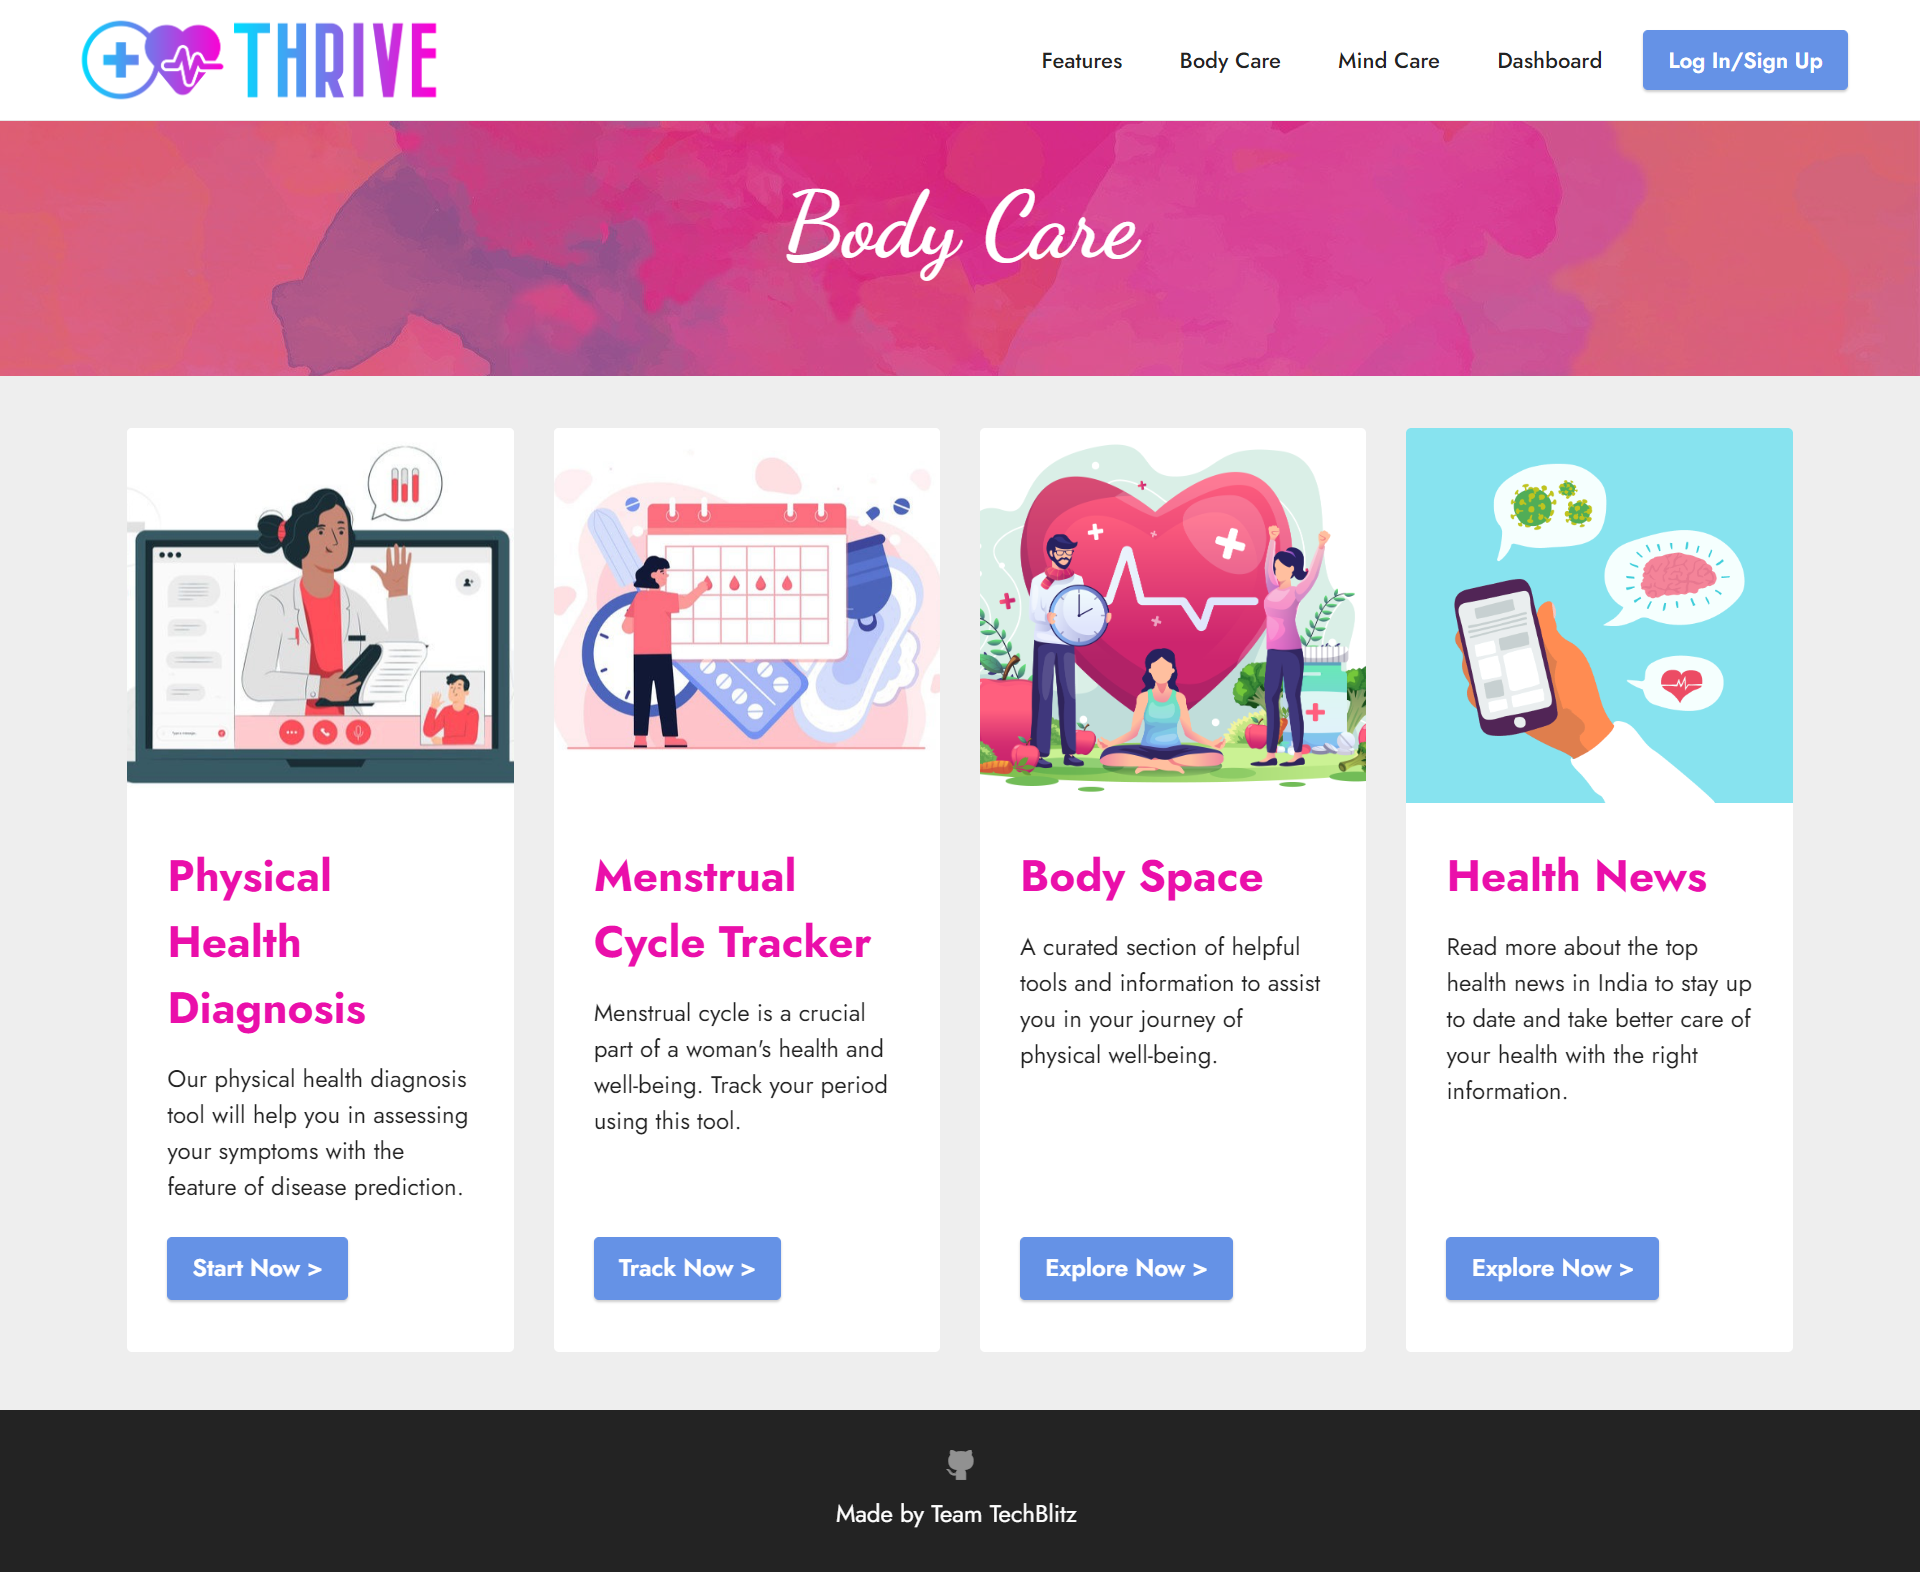 THRIVE
Features
Body Care
Mind Care
Dashboard
Log In/Sign Up
Body Care
Physical
Health
Diagnosis
Our physical health diagnosis
tool will help you in assessing
your symptoms with the
feature of disease prediction.
Start Now >
Menstrual
Cycle Tracker
Menstrual cycle is a crucial
part of a woman's health and
well-being. Track your period
using this tool.
Track Now >
Body Space
A curated section of helpful
tools and information to assist
you in your journey of
physical well-being.
Explore Now >
Health News
Read more about the top
health news in India to stay up
to date and take better care of
your health with the right
information.
Explore Now >
Made by Team TechBlitz